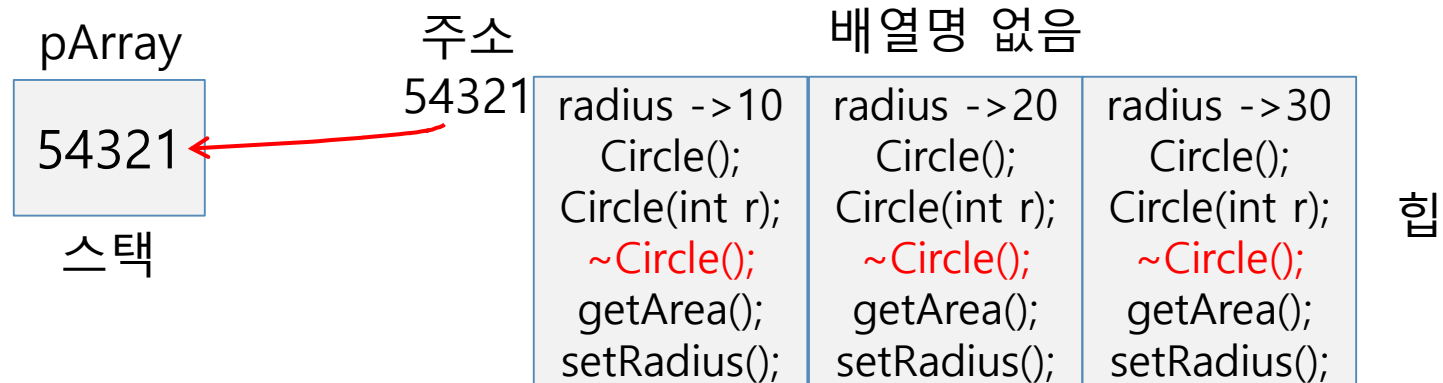 pArray
54321
스택
주소
54321
배열명 없음
radius ->10
Circle();
Circle(int r);
~Circle();
getArea();
setRadius();
radius ->20
Circle();
Circle(int r);
~Circle();
getArea();
setRadius();
radius ->30
Circle();
Circle(int r);
~Circle();
getArea();
setRadius();
힙